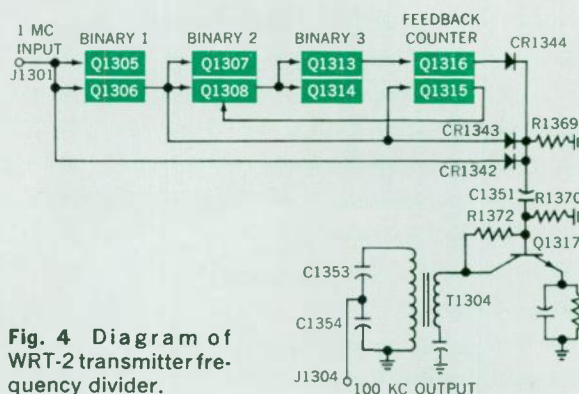 1 MC
INPUT
J1301
BINARY 1
Q1305
Q1306
BINARY 2
Q1307
Q1308
BINARY 3
Q1313
Q1314
FEEDBACK
COUNTER
Q1316
Q1315
CR1344
CR1343
CR1342
R1369
C1351
R1370
R1372
Q1317
C1353
C1354
T1304
J1304
100 KC OUTPUT
Fig. 4 Diagram of
WRT-2 transmitter fre-
quency divider.